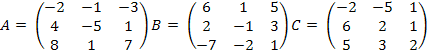 A = (−2 −1 −3
4 −5 1
8 1 7) B = (6 1 5
2 −1 3
−7 −2 1) C = (−2 −5 1
6 2 1
5 3 2)